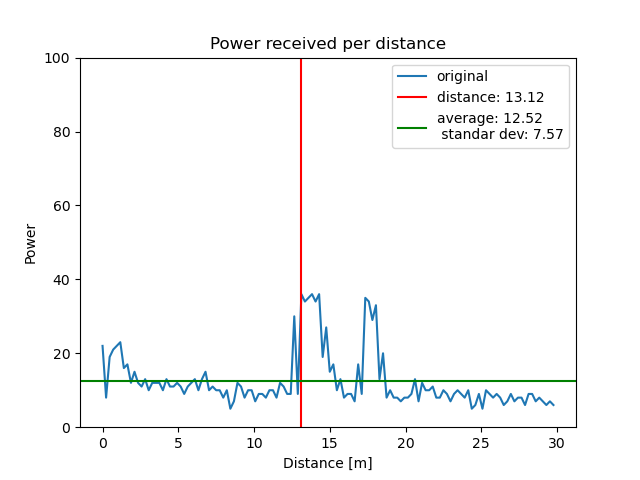 Power received per distance
100
80
60
40
20
0
Power
original
distance: 13.12
average: 12.52
standar dev: 7.57
0 5 10 15 20 25 30
Distance [m]